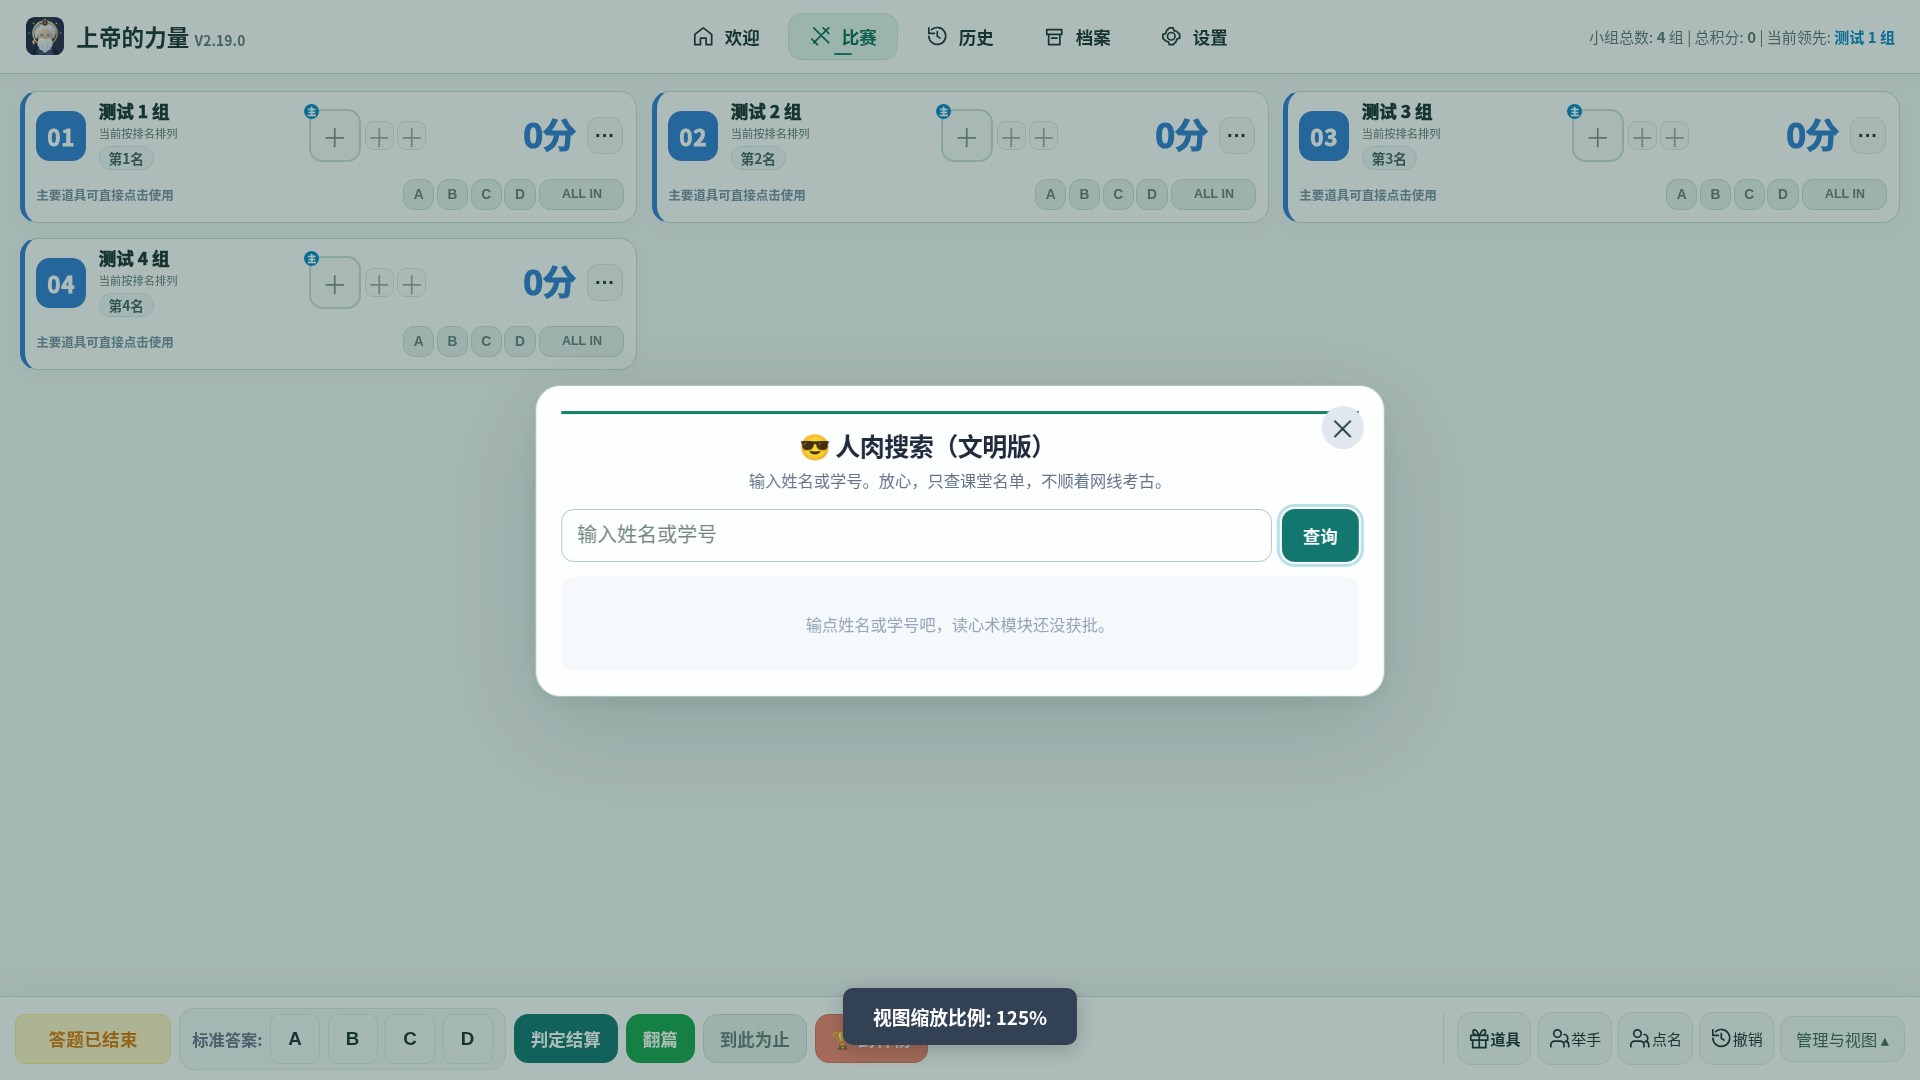 上帝的力量 V2.19.0
欢迎
比赛
历史
档案
设置
小组总数: 4 组 | 总积分: 0 | 当前领先: 测试 1 组
01
测试 1 组
当前按排名排列
第1名
主
0分
主要道具可直接点击使用
A B C D ALL IN
02
测试 2 组
当前按排名排列
第2名
主
0分
主要道具可直接点击使用
A B C D ALL IN
03
测试 3 组
当前按排名排列
第3名
主
0分
主要道具可直接点击使用
A B C D ALL IN
04
测试 4 组
当前按排名排列
第4名
主
0分
主要道具可直接点击使用
A B C D ALL IN
😎 人肉搜索（文明版）
输入姓名或学号。放心，只查课堂名单，不顺着网线考古。
输入姓名或学号
查询
输点姓名或学号吧，读心术模块还没获批。
视图缩放比例: 125%
答题已结束
标准答案: A B C D
判定结算
翻篇
到此为止
道具
举手
点名
撤销
管理与视图 ▴